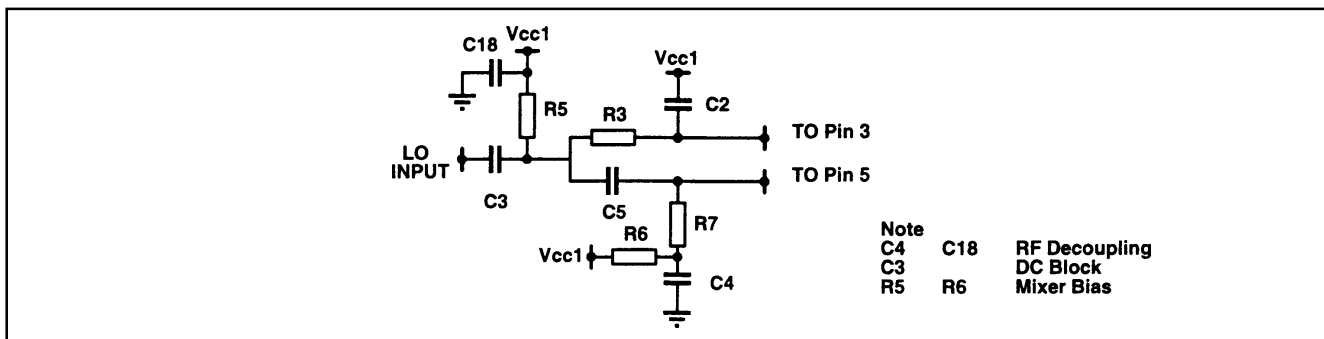 Vcc1
C18
Vcc1
R5
R3
C2
TO Pin 3
LO
INPUT
TO Pin 5
C3
C5
R7
R6
Vcc1
C4
Note
C4 C18 RF Decoupling
C3 DC Block
R5 R6 Mixer Bias